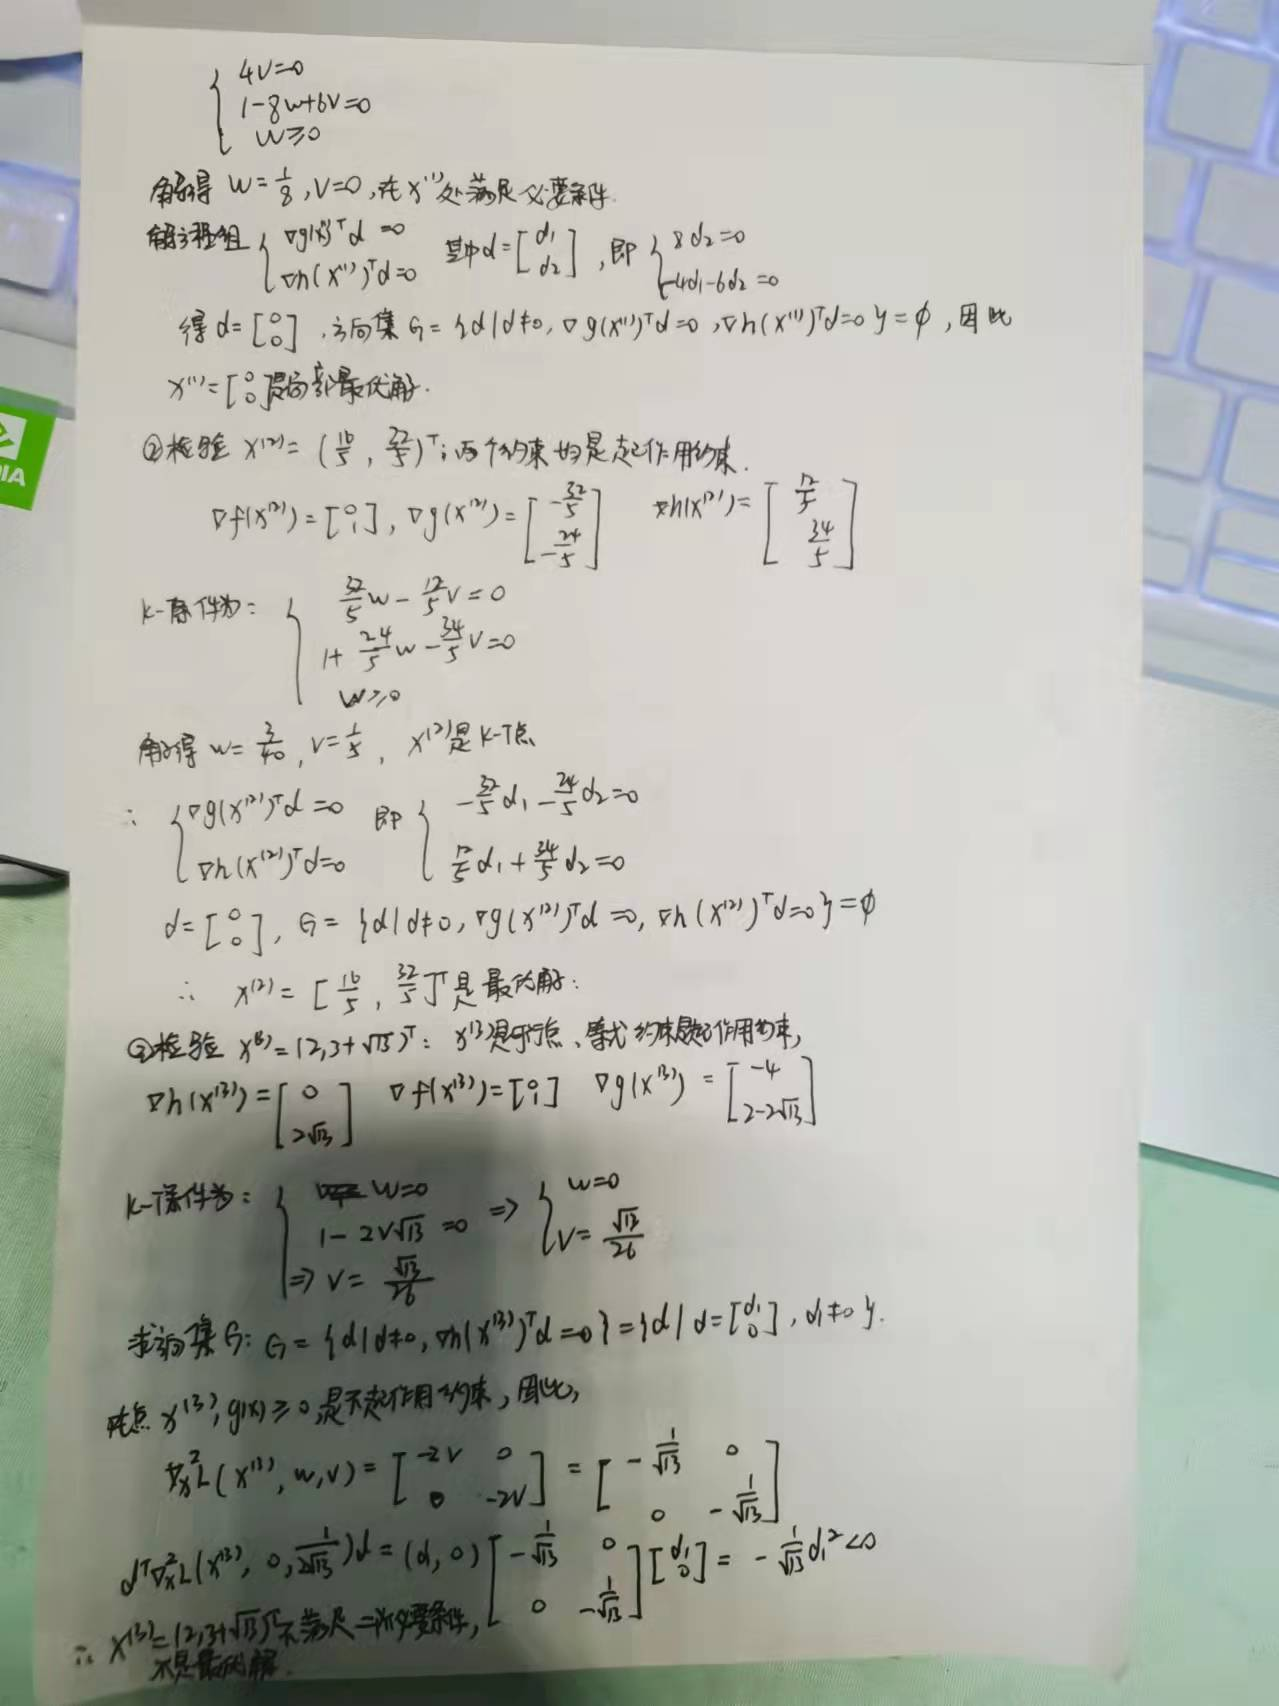 { 4v=0
1-8w+6v=0
w≥0
解得 w=1/8, v=0, 在x⁽¹⁾处满足必要条件.
解方程组 { ∇g(x⁽¹⁾)ᵀd=0 ∇h(x⁽¹⁾)ᵀd=0 其中d=[d₁ d₂], 即 { 8d₂=0 -4d₁-6d₂=0
得 d=[0 0], 方向集 G={d|d≠0, ∇g(x⁽¹⁾)ᵀd=0, ∇h(x⁽¹⁾)ᵀd=0}=∅, 因此
x⁽¹⁾=[0 0]是局部最优解.
②检验 x⁽²⁾=(16/5, 32/5)ᵀ: 两个约束均是起作用约束.
∇f(x⁽²⁾)=[0 1], ∇g(x⁽²⁾)=[-32/5 -24/5] ∇h(x⁽²⁾)=[12/5 34/5]
K-条件为: { 32/5w-12/5v=0
1+24/5w-34/5v=0
w≥0
解得 w=3/40, v=1/5, x⁽²⁾是K-T点
∴ { ∇g(x⁽²⁾)ᵀd=0 ∇h(x⁽²⁾)ᵀd=0 即 { -32/5d₁-24/5d₂=0 12/5d₁+34/5d₂=0
d=[0 0], G={d|d≠0, ∇g(x⁽²⁾)ᵀd=0, ∇h(x⁽²⁾)ᵀd=0}=∅
∴ x⁽²⁾=[16/5, 32/5]ᵀ是最优解:
③检验 x⁽³⁾=(2,3+√13)ᵀ: x⁽³⁾是可行点、等式约束是起作用约束,
∇h(x⁽³⁾)=[0 2√13] ∇f(x⁽³⁾)=[0 1] ∇g(x⁽³⁾)=[-4 2-2√13]
K-T条件为: { w=0
1-2v√13=0 ⇒ { w=0 v=√13/26
⇒ v=√13/26
求方向集G: G={d|d≠0, ∇h(x⁽³⁾)ᵀd=0}={d|d=[d₁ 0], d₁≠0}.
在点 x⁽³⁾, g(x)≥0是不起作用约束, 因此,
∇ₓ²L(x⁽³⁾, w, v)=[-2v 0 0 -2v]=[-1/√13 0 0 -1/√13]
dᵀ∇ₓ²L(x⁽³⁾, 0, 1/2√13)d=(d₁, 0)[-1/√13 0 0 -1/√13][d₁ 0]=-1/√13d₁²<0
∴ x⁽³⁾=(2,3+√13)ᵀ不满足二阶必要条件,
不是最优解.